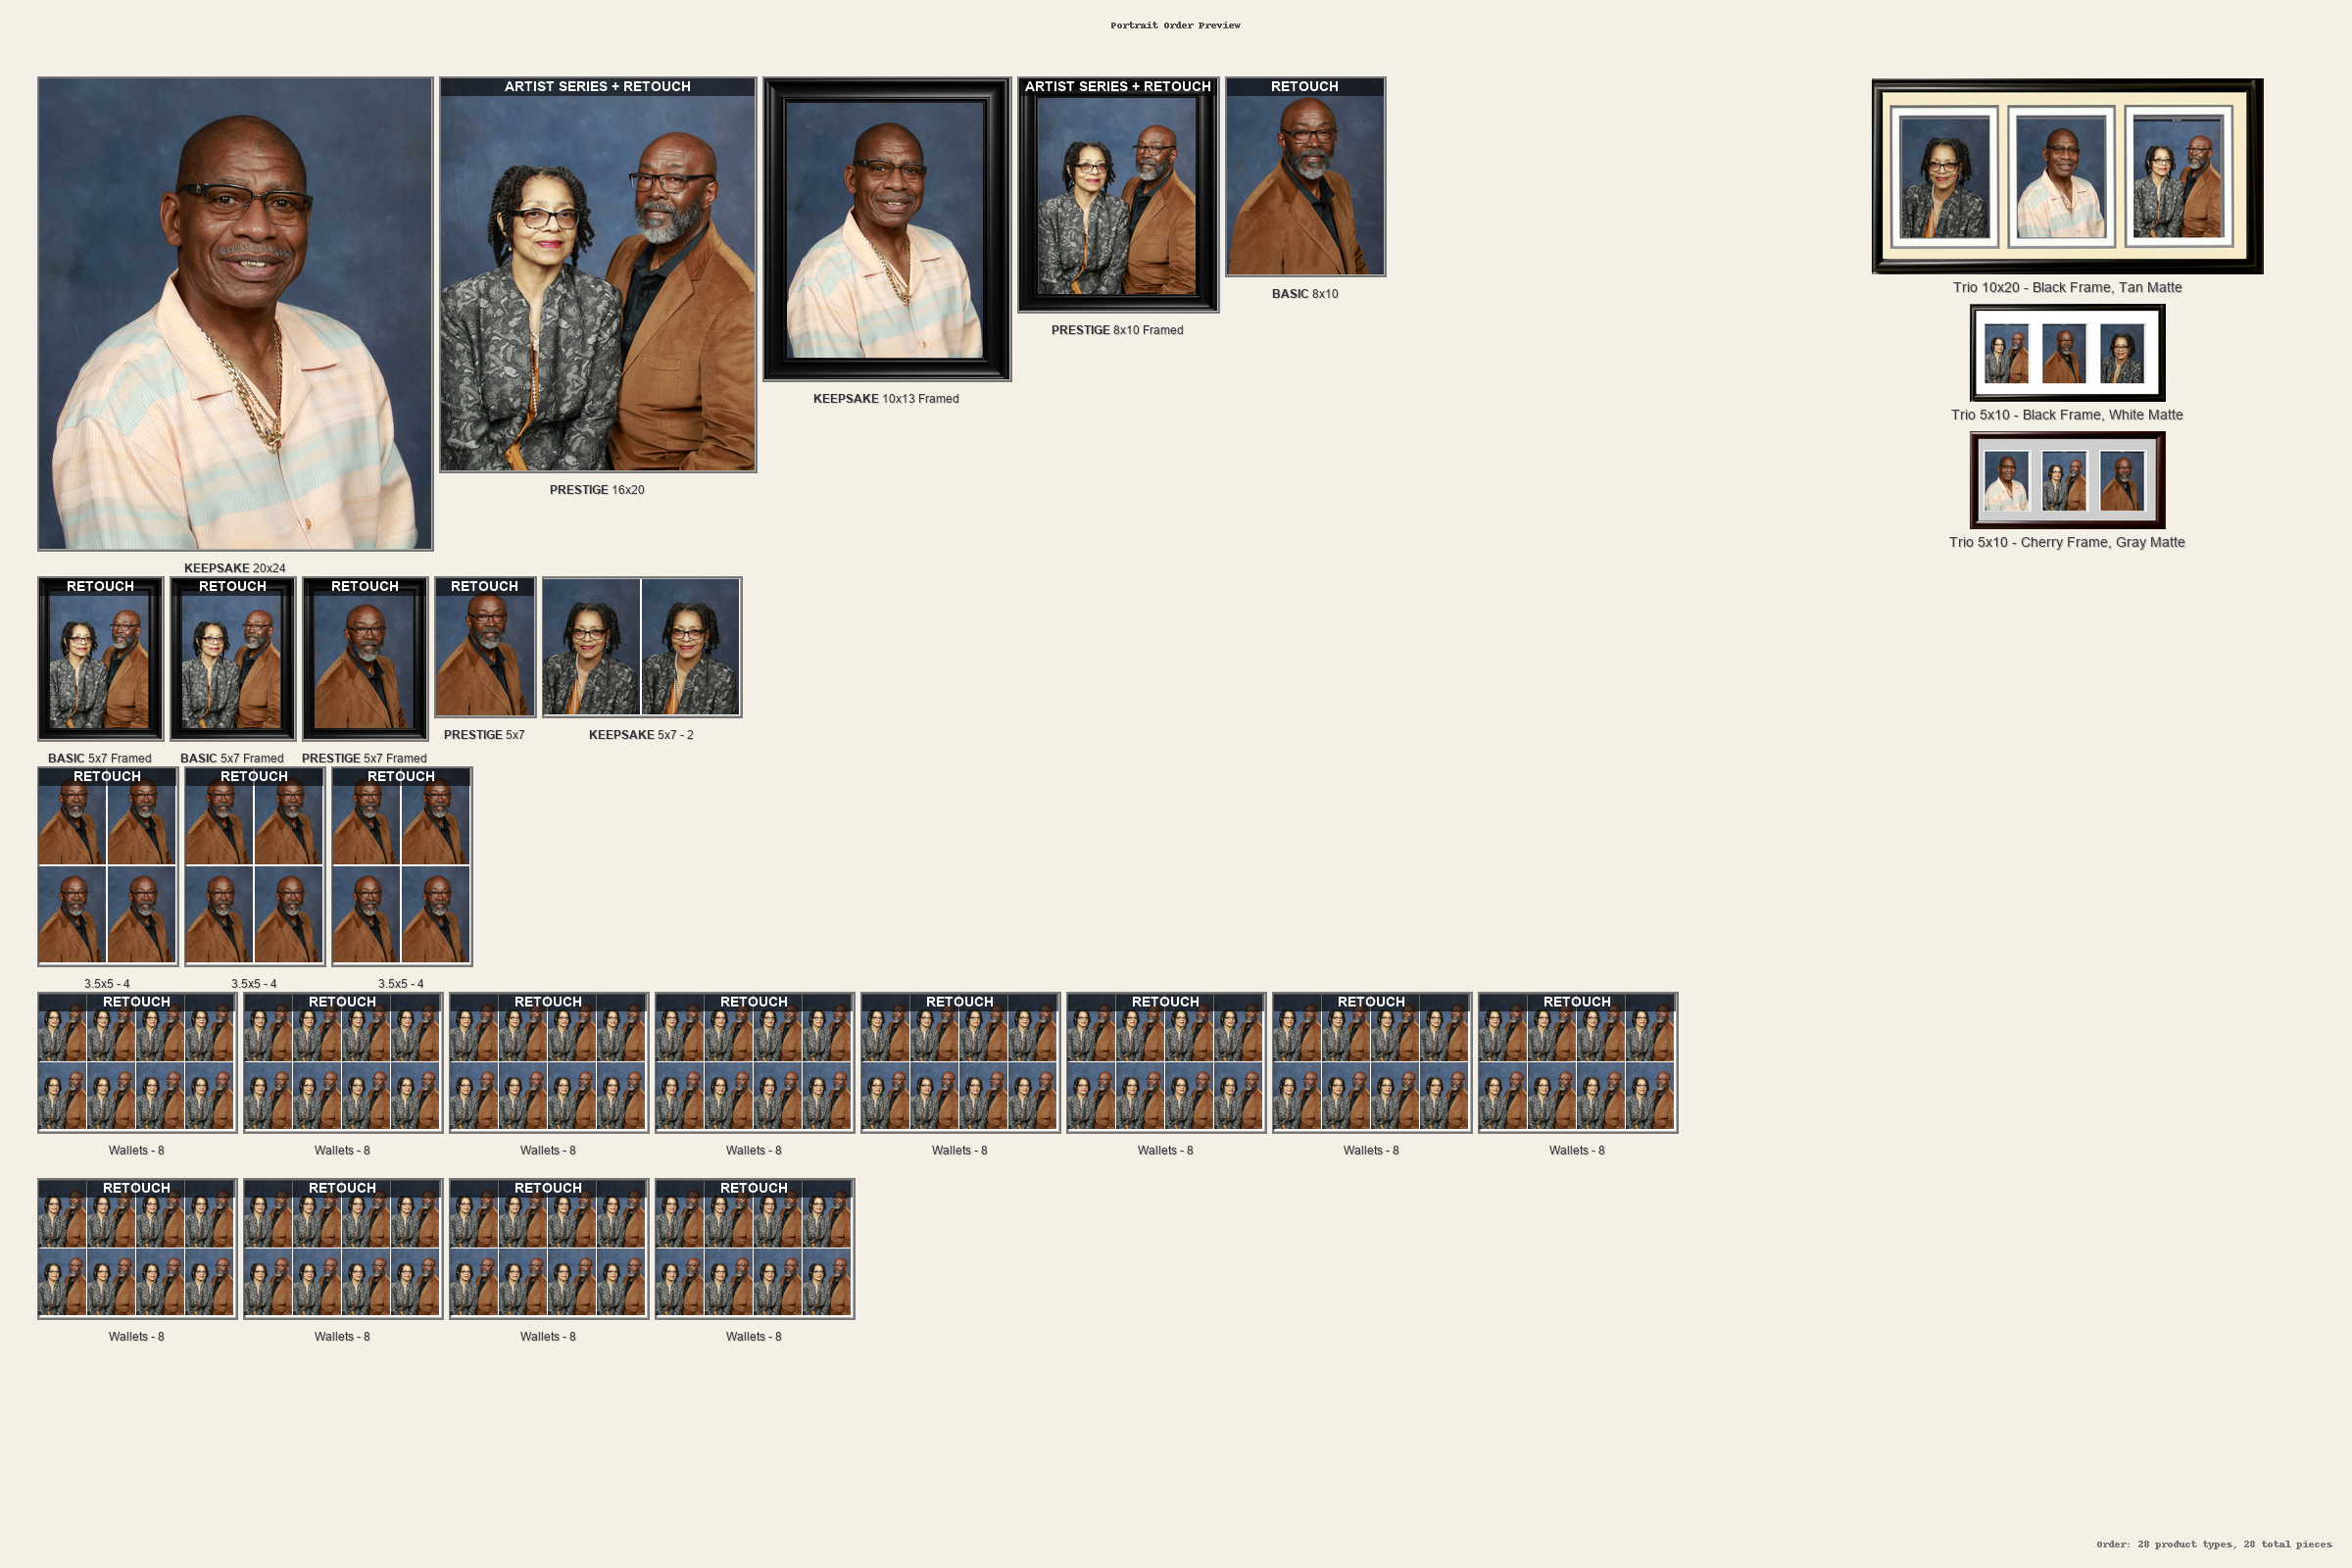 Portrait Order Preview
ARTIST SERIES + RETOUCH
ARTIST SERIES + RETOUCH
RETOUCH
KEEPSAKE 20x24
PRESTIGE 16x20
KEEPSAKE 10x13 Framed
PRESTIGE 8x10 Framed
BASIC 8x10
Trio 10x20 - Black Frame, Tan Matte
Trio 5x10 - Black Frame, White Matte
Trio 5x10 - Cherry Frame, Gray Matte
RETOUCH
RETOUCH
RETOUCH
RETOUCH
BASIC 5x7 Framed
BASIC 5x7 Framed
PRESTIGE 5x7 Framed
PRESTIGE 5x7
KEEPSAKE 5x7 - 2
RETOUCH
RETOUCH
RETOUCH
3.5x5 - 4
3.5x5 - 4
3.5x5 - 4
RETOUCH
RETOUCH
RETOUCH
RETOUCH
RETOUCH
RETOUCH
RETOUCH
RETOUCH
Wallets - 8
Wallets - 8
Wallets - 8
Wallets - 8
Wallets - 8
Wallets - 8
Wallets - 8
Wallets - 8
RETOUCH
RETOUCH
RETOUCH
RETOUCH
Wallets - 8
Wallets - 8
Wallets - 8
Wallets - 8
Order: 28 product types, 28 total pieces